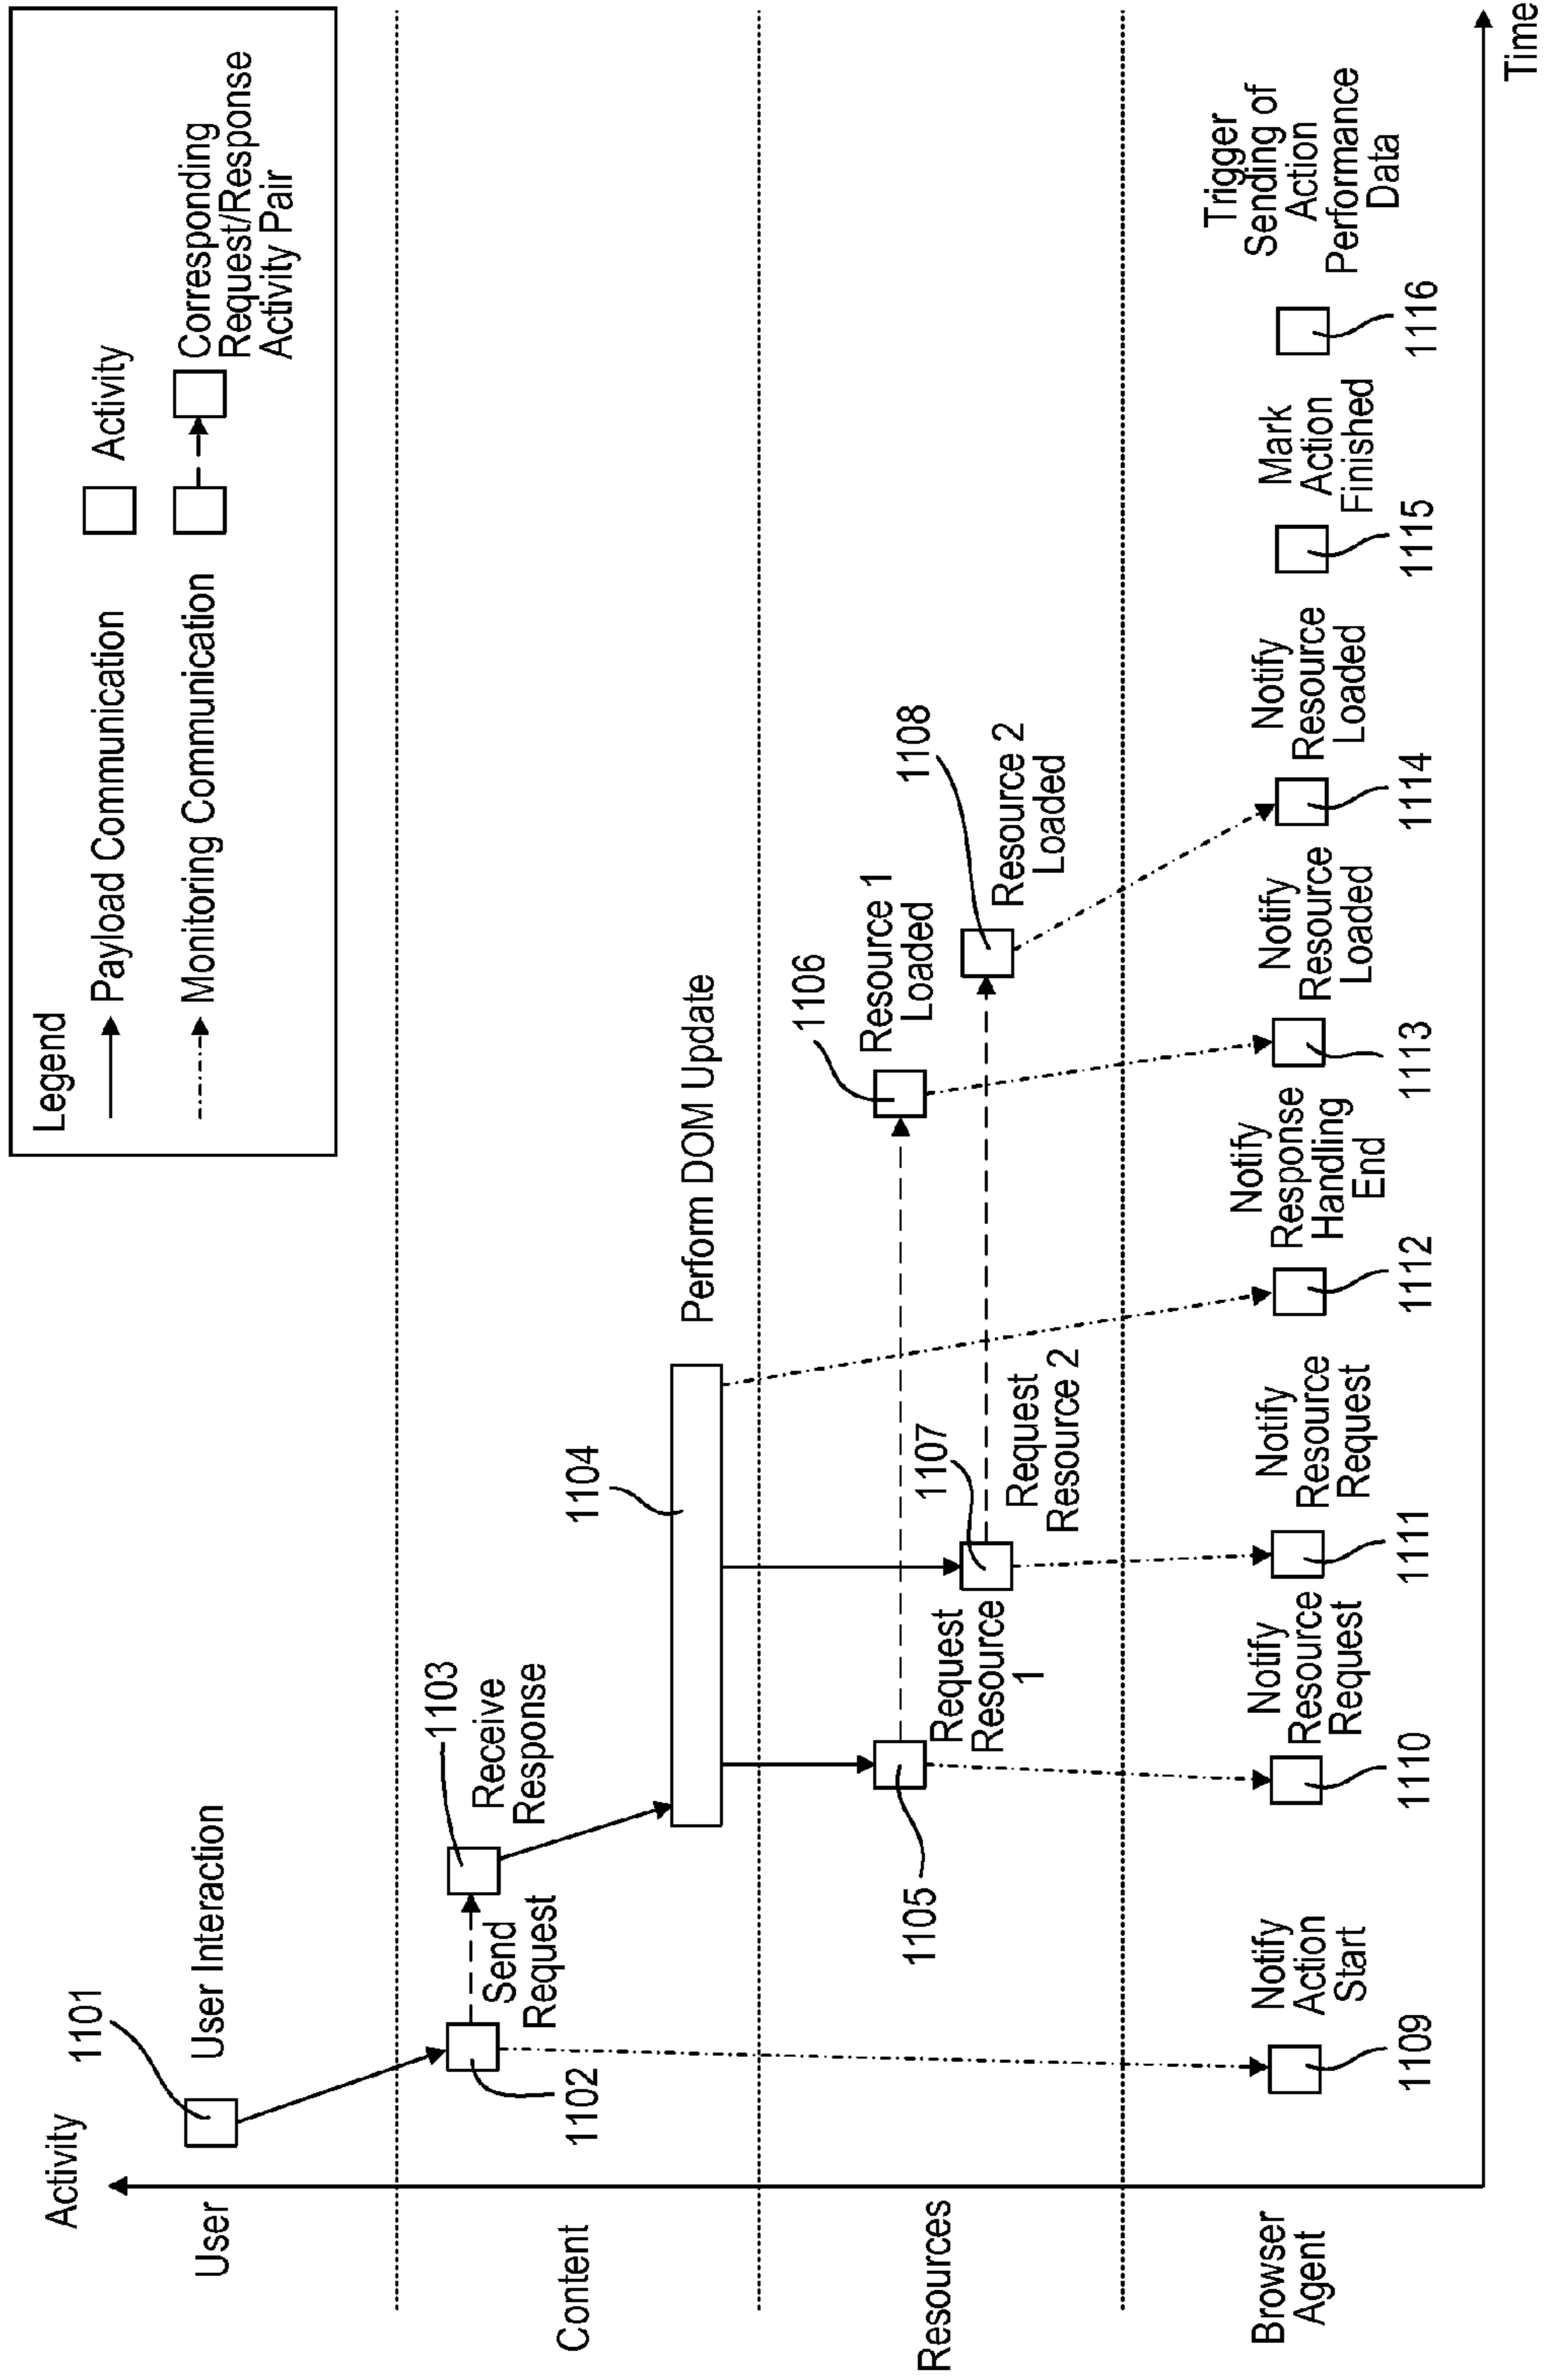 Legend
Payload Communication
Activity
Monitoring Communication
Corresponding
Request/Response
Activity Pair
Activity
User
1101
User Interaction
Content
1102
Send
Request
1103
Receive
Response
1104
Perform DOM Update
Resources
1105
Request
Resource
1
1107
Request
Resource 2
1106
Resource 1
Loaded
1108
Resource 2
Loaded
Browser
Agent
1109
Notify
Action
Start
1110
Notify
Resource
Request
1111
Notify
Resource
Request
1112
Notify
Response
Handling
End
1113
Notify
Resource
Loaded
1114
Notify
Resource
Loaded
1115
Mark
Action
Finished
1116
Trigger
Sending of
Action
Performance
Data
Time